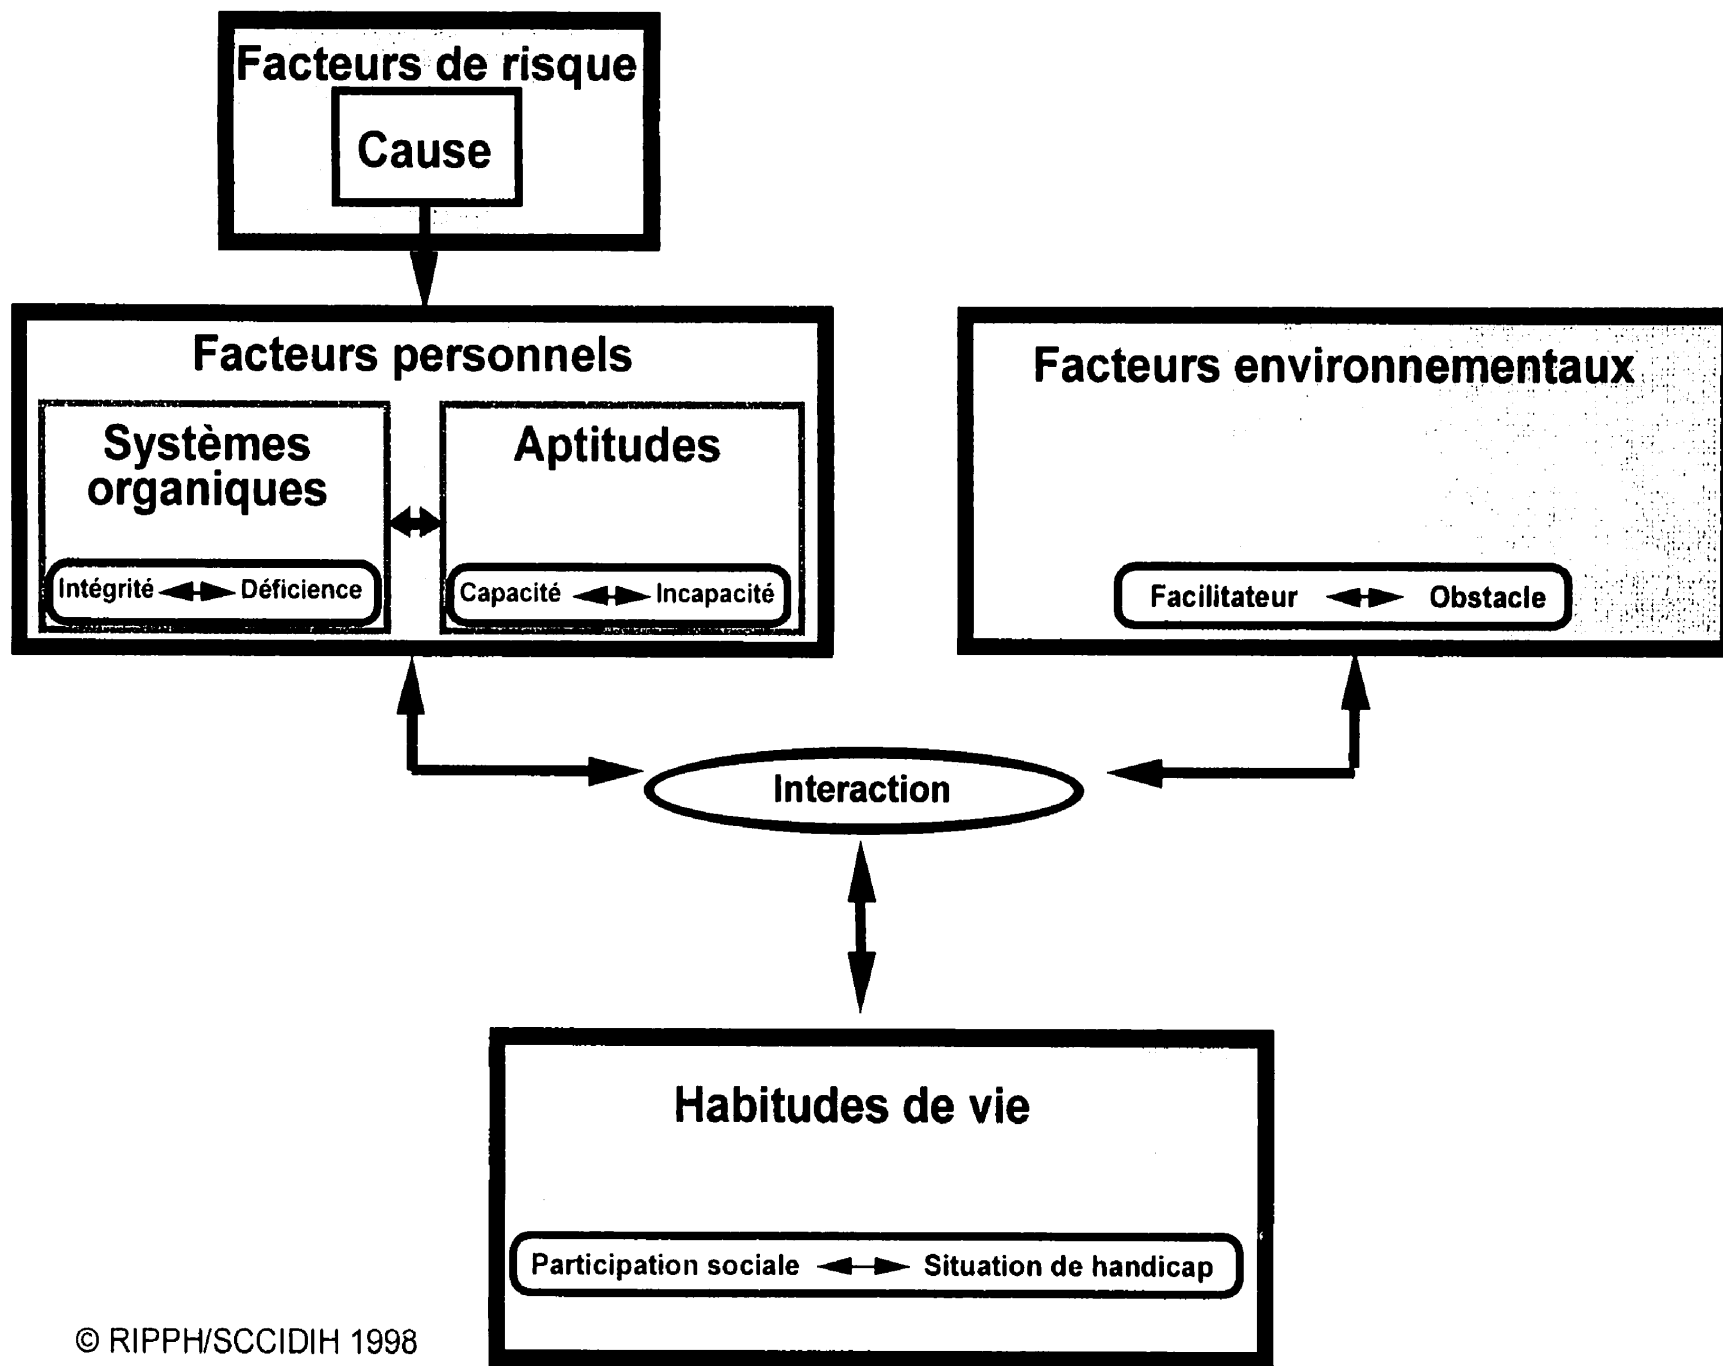 Facteurs de risque
Cause
Facteurs personnels
Systèmes
organiques
Intégrité
Déficience
Aptitudes
Capacité
Incapacité
Facteurs environnementaux
Facilitateur
Obstacle
Interaction
Habitudes de vie
Participation sociale
Situation de handicap
© RIPPH/SCCIDIH 1998